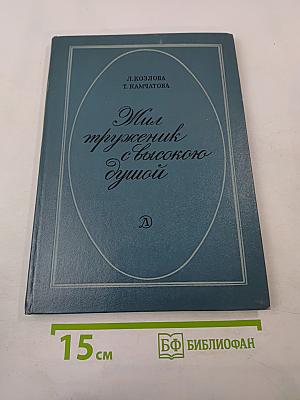 Л. КОЗЛОВА
Т. КАМЧАТОВА
Жил
труженик
с высокою
душой
Д
15 см
БФ БИБЛИОФАН